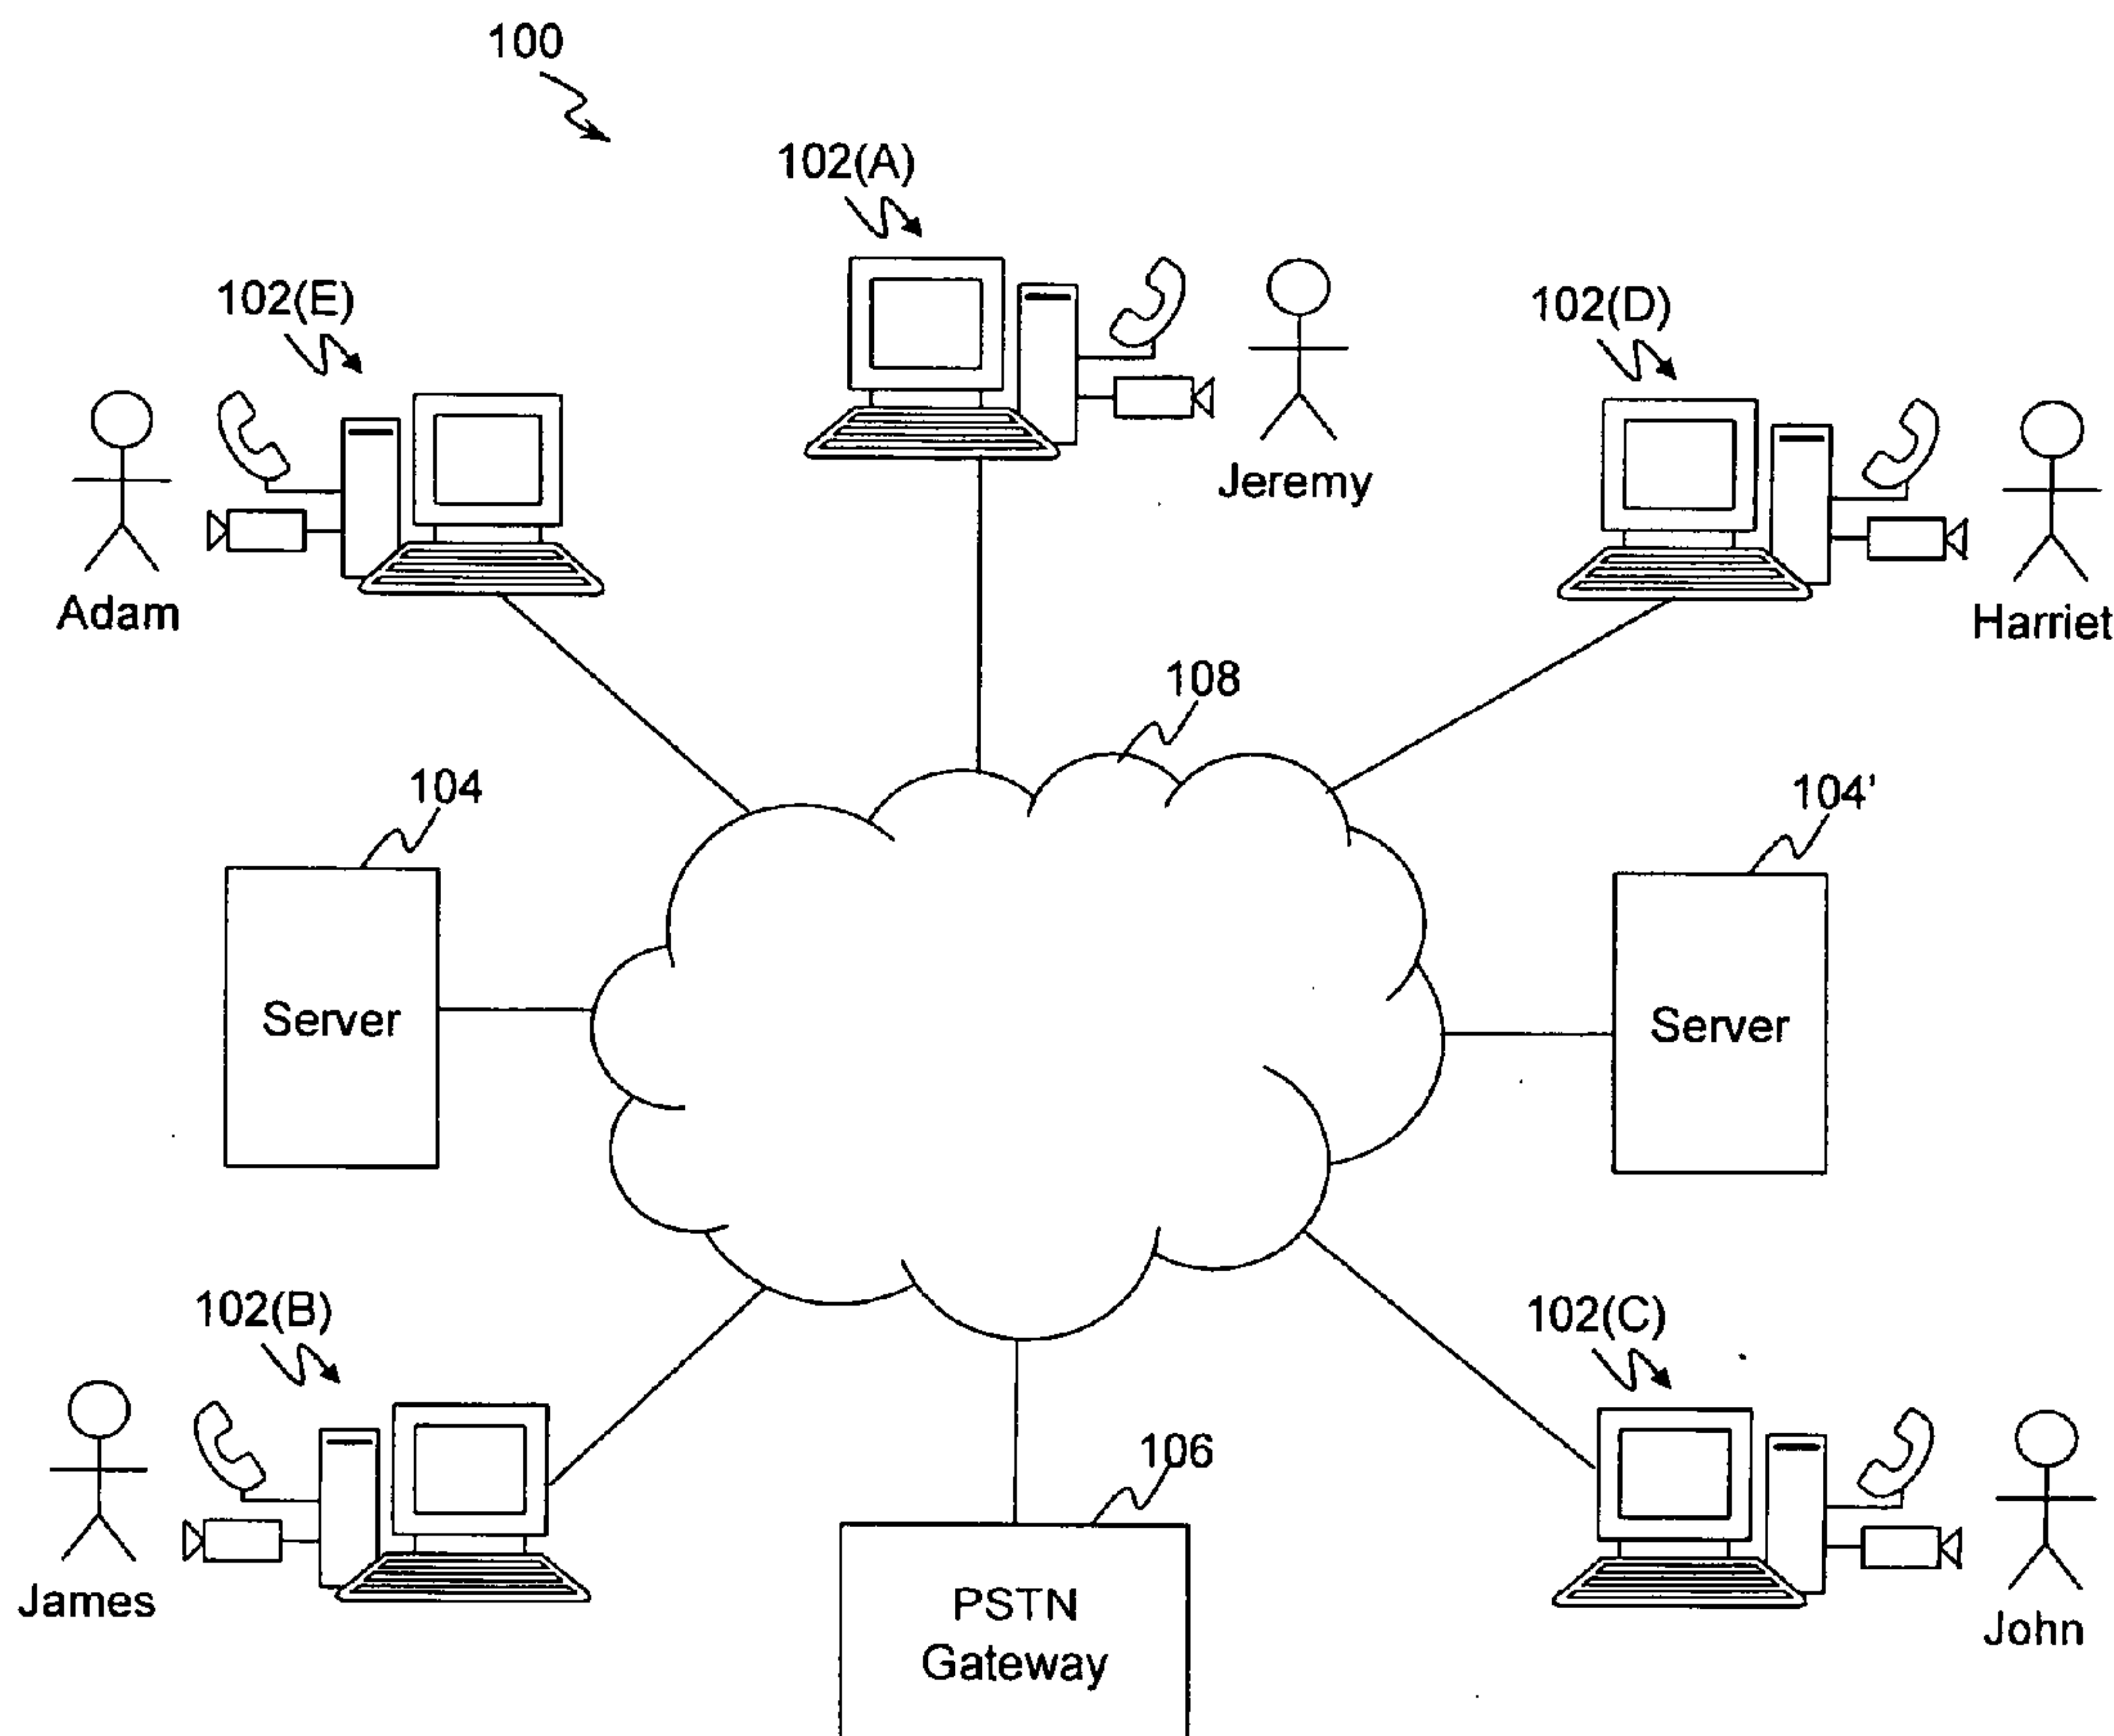 100
102(A)
102(E)
102(D)
Jeremy
Adam
Harriet
108
104
104'
Server
Server
102(B)
102(C)
106
James
PSTN
Gateway
John